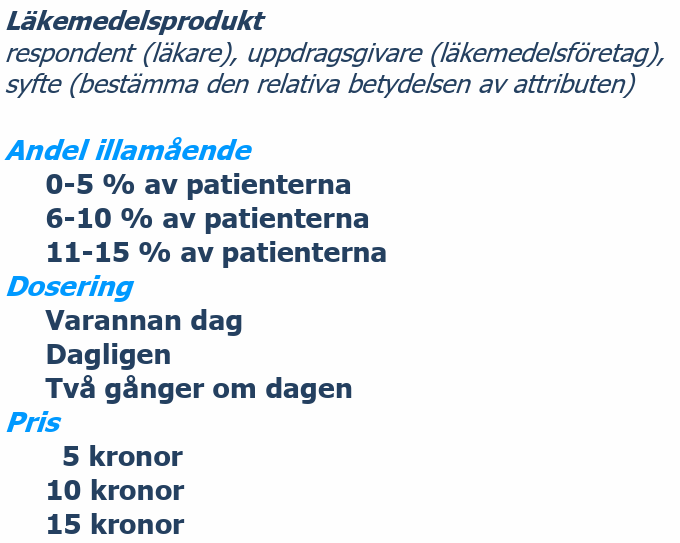 Läkemedelsprodukt
respondent (läkare), uppdragsgivare (läkemedelsföretag),
syfte (bestämma den relativa betydelsen av attributen)
Andel illamående
0-5 % av patienterna
6-10 % av patienterna
11-15 % av patienterna
Dosering
Varannan dag
Dagligen
Två gånger om dagen
Pris
5 kronor
10 kronor
15 kronor